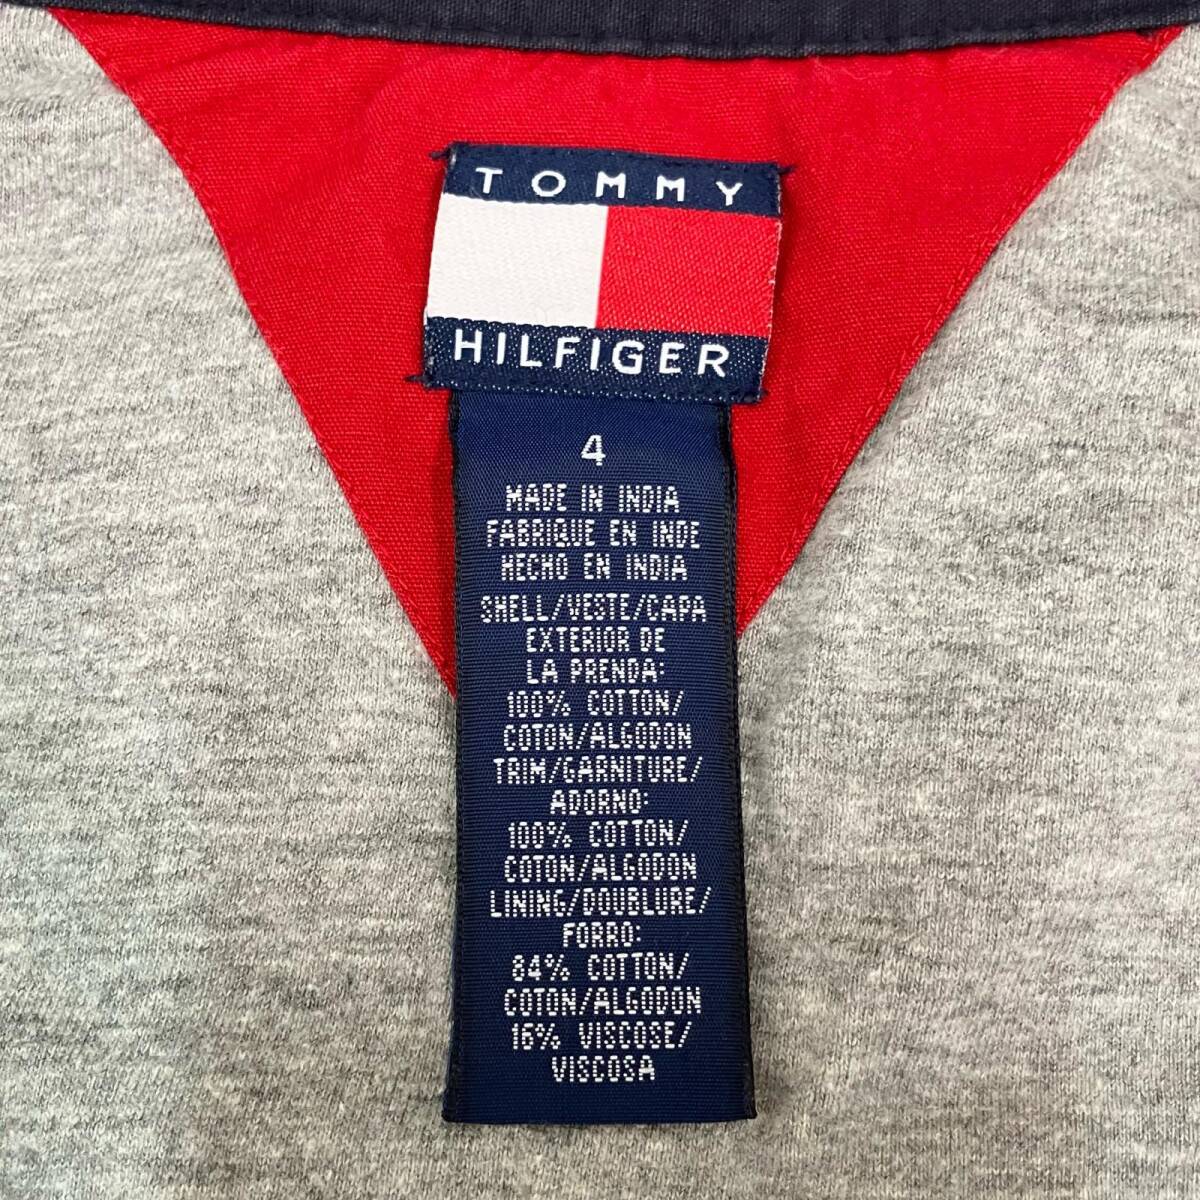 TOMMY
HILFIGER
4
MADE IN INDIA
FABRIQUE EN INDE
HECHO EN INDIA
SHELL/VESTE/CAPA
EXTERIOR DE
LA PRENDA:
100% COTTON/
COTON/ALGODON
TRIM/GARNITURE/
ADORNO:
100% COTTON/
COTON/ALGODON
LINING/DOUBLURE/
FORRO:
84% COTTON/
COTON/ALGODON
16% VISCOSE/
VISCOSA